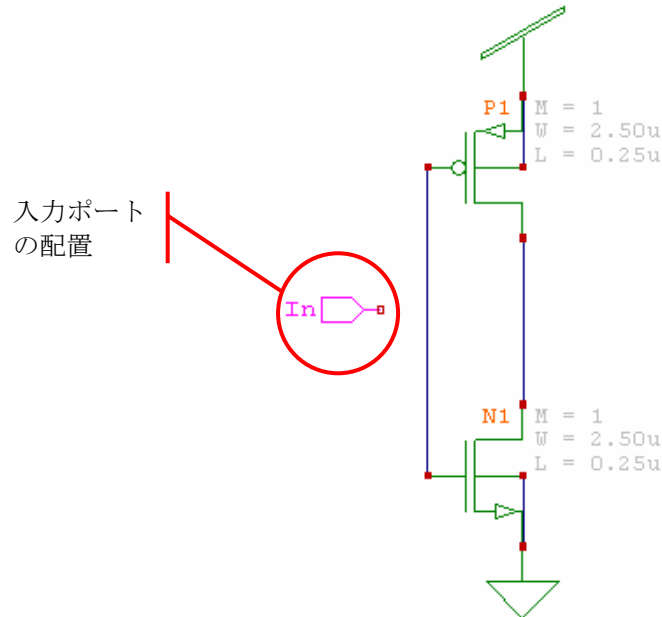 P1
M = 1
W = 2.50u
L = 0.25u
入力ポート
の配置
In
N1
M = 1
W = 2.50u
L = 0.25u